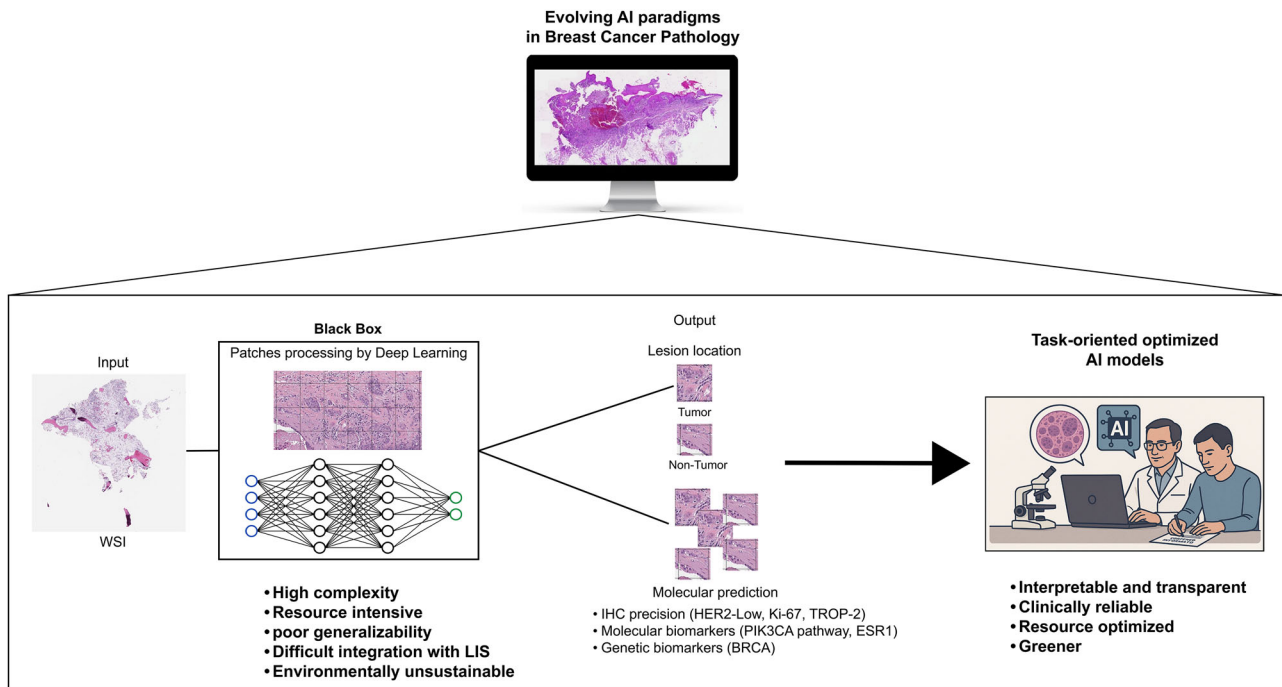 Evolving AI paradigms
in Breast Cancer Pathology
Input
WSI
Black Box
Patches processing by Deep Learning
• High complexity
• Resource intensive
• poor generalizability
• Difficult integration with LIS
• Environmentally unsustainable
Output
Lesion location
Tumor
Non-Tumor
Molecular prediction
• IHC precision (HER2-Low, Ki-67, TROP-2)
• Molecular biomarkers (PIK3CA pathway, ESR1)
• Genetic biomarkers (BRCA)
Task-oriented optimized
AI models
AI
• Interpretable and transparent
• Clinically reliable
• Resource optimized
• Greener